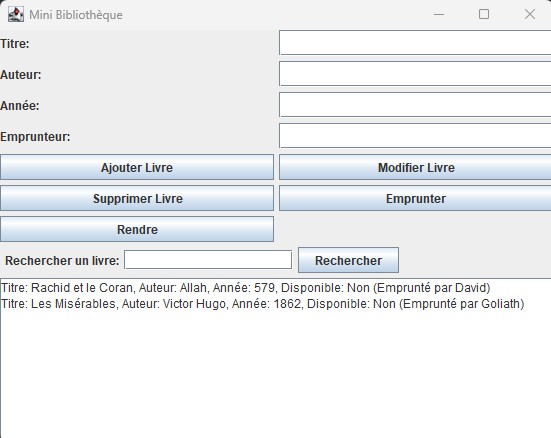 Mini Bibliothèque
Titre:
Auteur:
Année:
Emprunteur:
Ajouter Livre Modifier Livre
Supprimer Livre Emprunter
Rendre
Rechercher un livre: Rechercher
Titre: Rachid et le Coran, Auteur: Allah, Année: 579, Disponible: Non (Emprunté par David)
Titre: Les Misérables, Auteur: Victor Hugo, Année: 1862, Disponible: Non (Emprunté par Goliath)